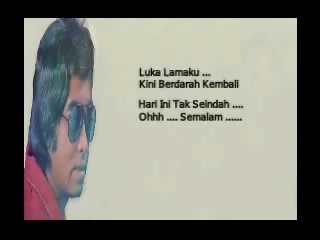 Luka Lamaku ...
Kini Berdarah Kembali
Hari Ini Tak Seindah ....
Ohhh .... Semalam ......